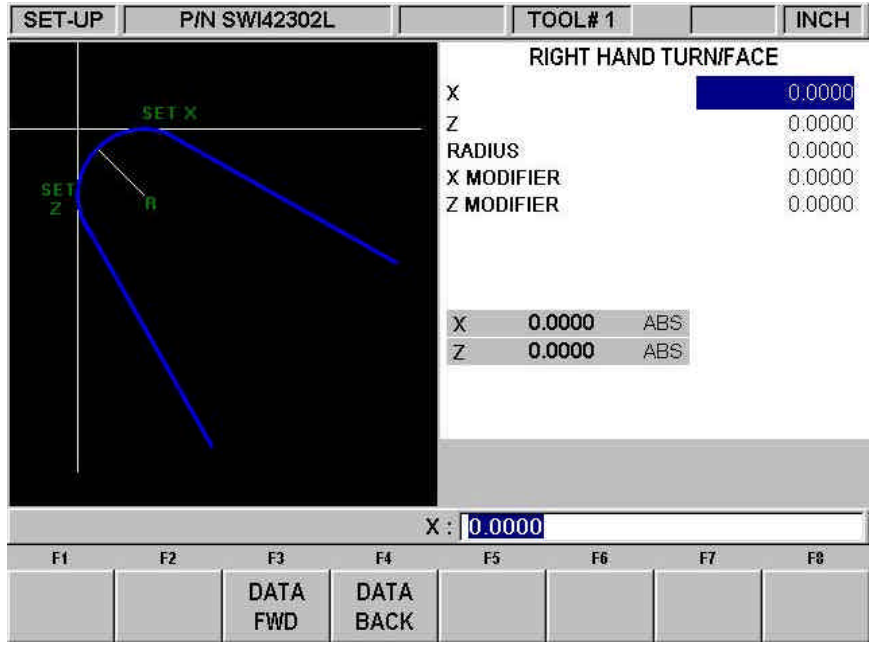 SET-UP P/N SWI42302L TOOL# 1 INCH
RIGHT HAND TURN/FACE
X 0.0000
Z 0.0000
RADIUS 0.0000
X MODIFIER 0.0000
Z MODIFIER 0.0000
SET X
SET
Z
R
X 0.0000 ABS
Z 0.0000 ABS
X : 0.0000
F1 F2 F3 F4 F5 F6 F7 F8
DATA DATA
FWD BACK